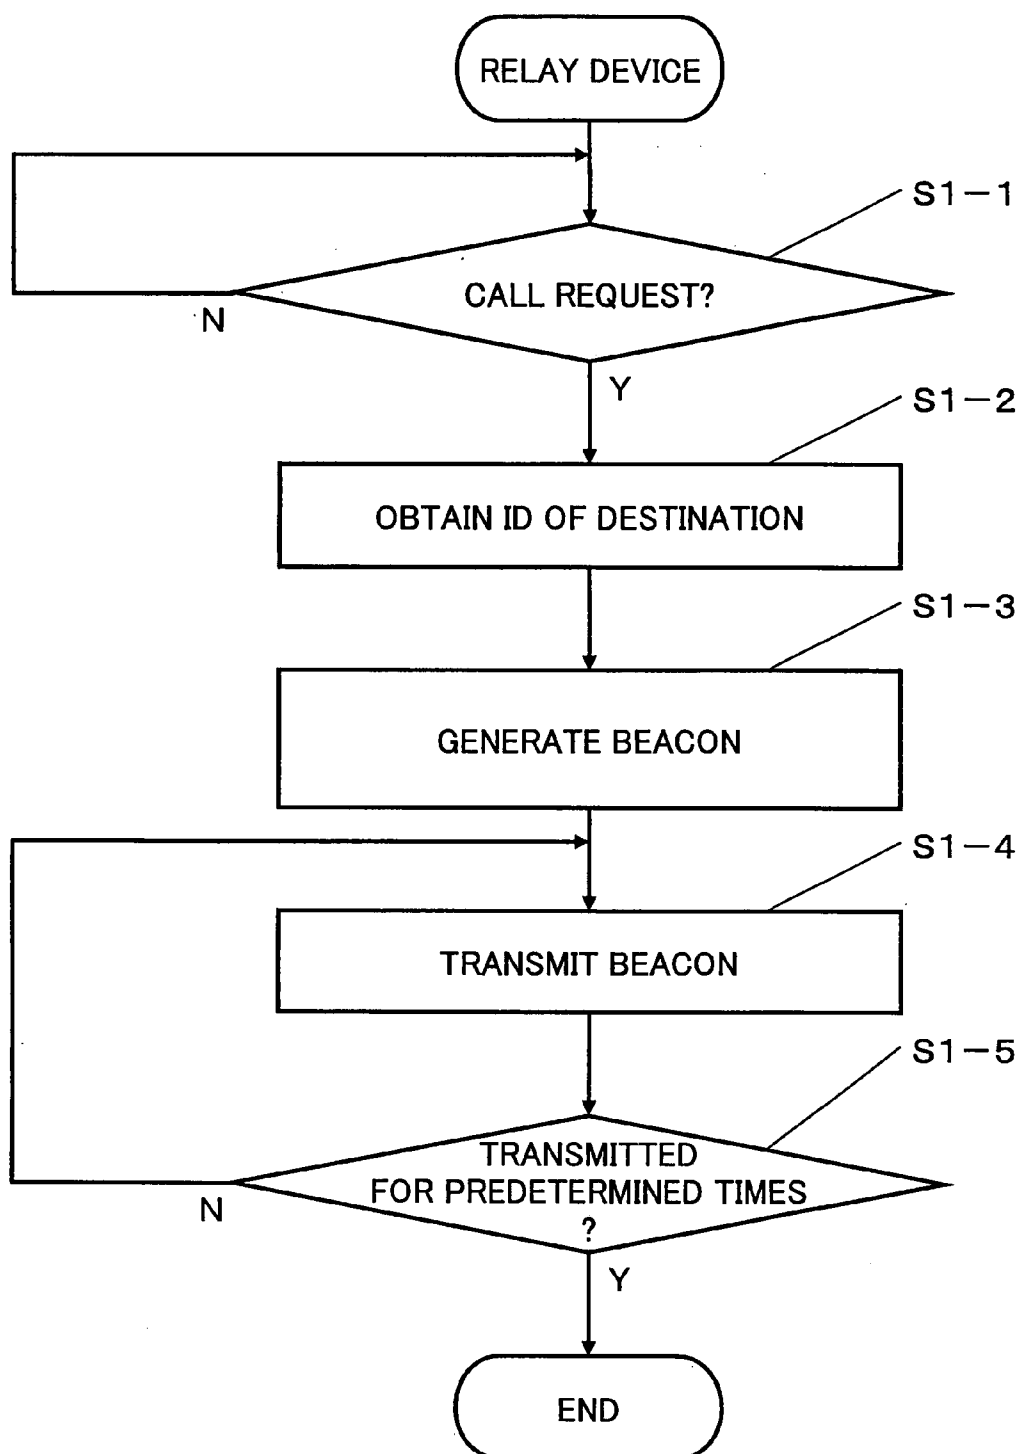 RELAY DEVICE
S1-1
CALL REQUEST?
N
Y
S1-2
OBTAIN ID OF DESTINATION
S1-3
GENERATE BEACON
S1-4
TRANSMIT BEACON
S1-5
TRANSMITTED
FOR PREDETERMINED TIMES
?
N
Y
END